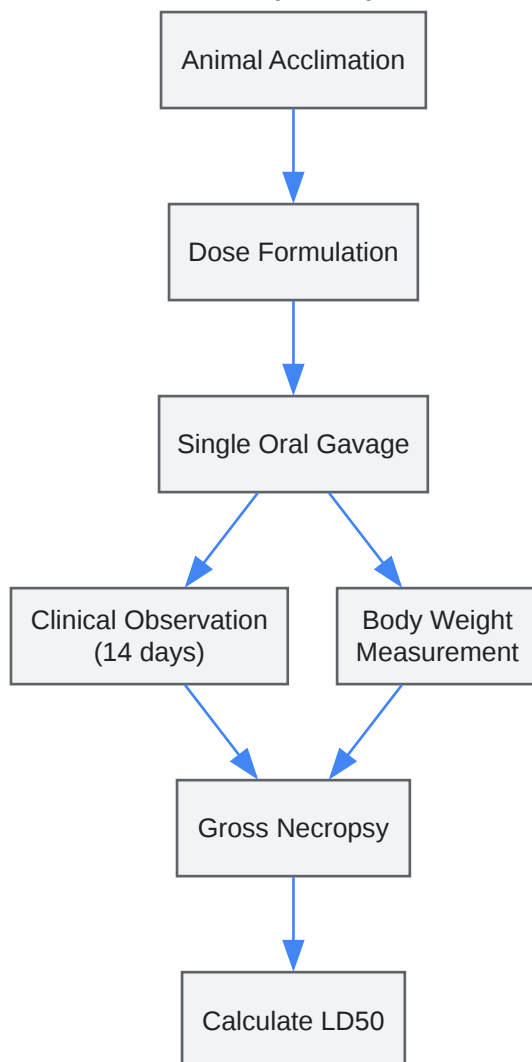 Animal Acclimation
Dose Formulation
Single Oral Gavage
Clinical Observation
(14 days)
Body Weight
Measurement
Gross Necropsy
Calculate LD50